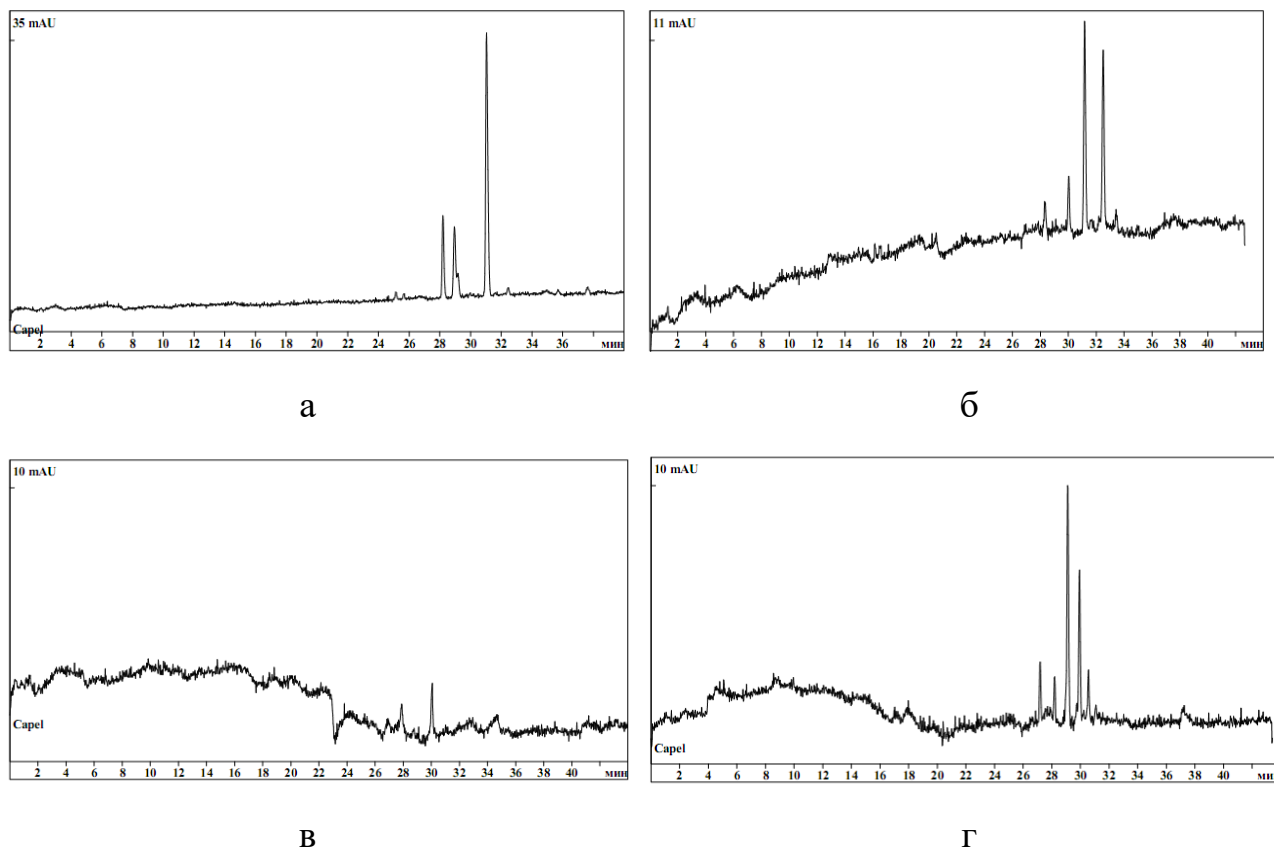 35 mAU
Capel
2 4 6 8 10 12 14 16 18 20 22 24 26 28 30 32 34 36 мин
а
11 mAU
2 4 6 8 10 12 14 16 18 20 22 24 26 28 30 32 34 36 38 40 мин
б
10 mAU
Capel
2 4 6 8 10 12 14 16 18 20 22 24 26 28 30 32 34 36 38 40 мин
в
10 mAU
Capel
2 4 6 8 10 12 14 16 18 20 22 24 26 28 30 32 34 36 38 40 ми
г